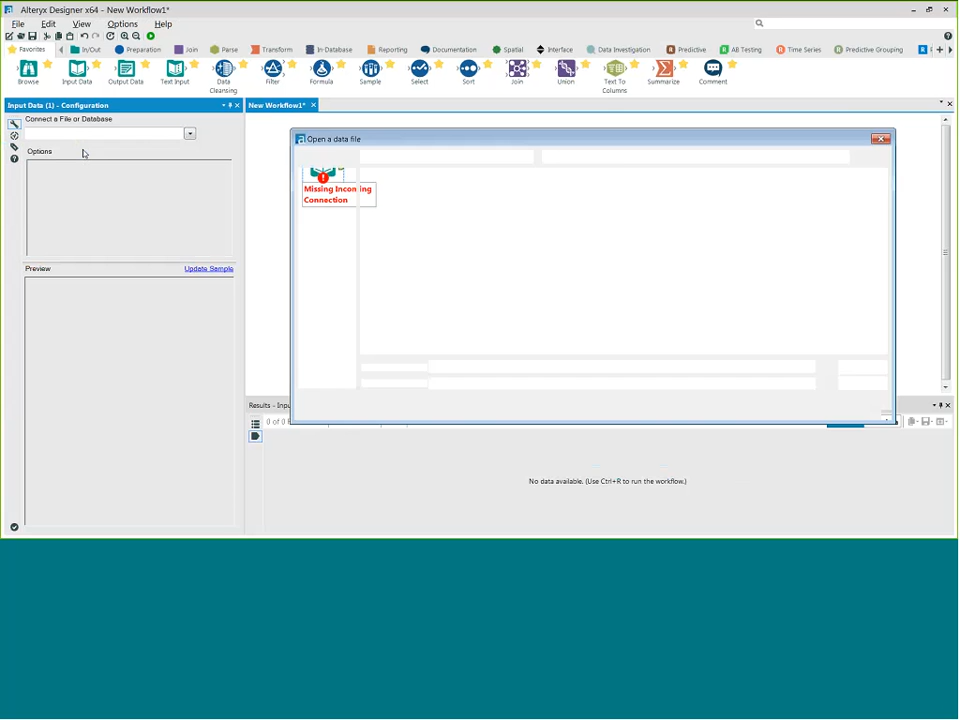 Alteryx Designer x64 - New Workflow1*
File Edit View Options Help
Favorites In/Out Preparation Join Parse Transform In-Database Reporting Documentation Spatial Interface Data Investigation Predictive AB Testing Time Series Predictive Grouping
Browse Input Data Output Data Text Input Data Cleansing Filter Formula Sample Select Sort Join Union Text To Columns Summarize Comment
Input Data (1) - Configuration
New Workflow1*
Connect a File or Database
Options
Open a data file
Missing Incoming
Connection
Preview Update Sample
Results - Inpu
No data available. (Use Ctrl+R to run the workflow.)